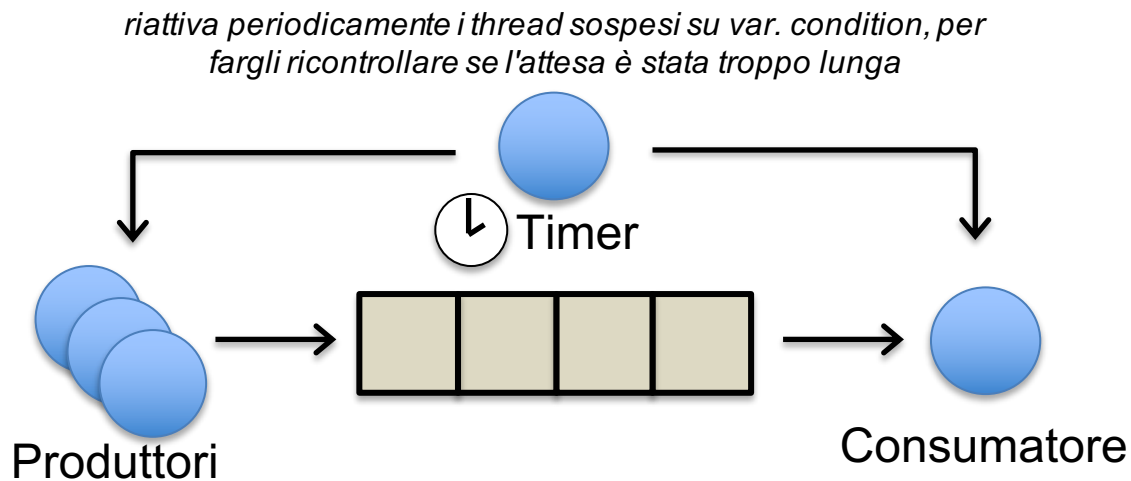 riattiva periodicamente i thread sospesi su var. condition, per
fargli ricontrollare se l'attesa è stata troppo lunga
Timer
Produttori
Consumatore